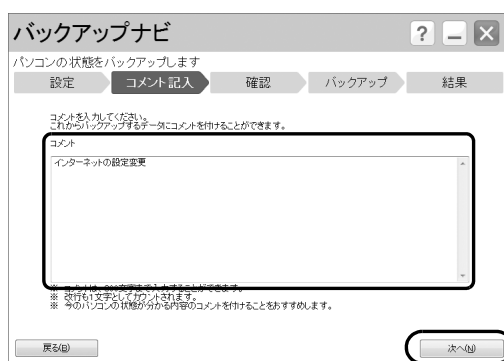 バックアップナビ
パソコンの状態をバックアップします
設定 コメント記入 確認 バックアップ 結果
コメントを入力してください。
これからバックアップするデータにコメントを付けることができます。
コメント
インターネットの設定変更
※ 改行も1文字としてカウントされます。
※ 今のパソコンの状態が分かる内容のコメントを付けることをおすすめします。
戻る(B) 次へ(N)